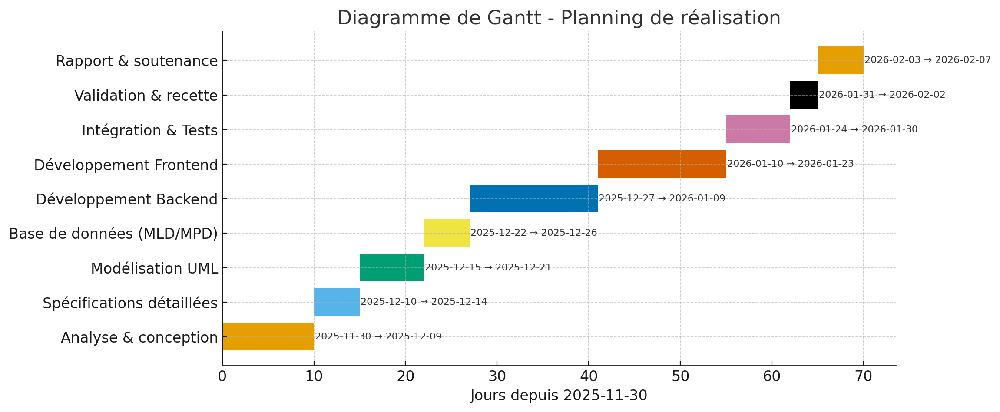 Diagramme de Gantt - Planning de réalisation
Rapport & soutenance
2026-02-03 → 2026-02-07
Validation & recette
2026-01-31 → 2026-02-02
Intégration & Tests
2026-01-24 → 2026-01-30
Développement Frontend
2026-01-10 → 2026-01-23
Développement Backend
2025-12-27 → 2026-01-09
Base de données (MLD/MPD)
2025-12-22 → 2025-12-26
Modélisation UML
2025-12-15 → 2025-12-21
Spécifications détaillées
2025-12-10 → 2025-12-14
Analyse & conception
2025-11-30 → 2025-12-09
0 10 20 30 40 50 60 70
Jours depuis 2025-11-30